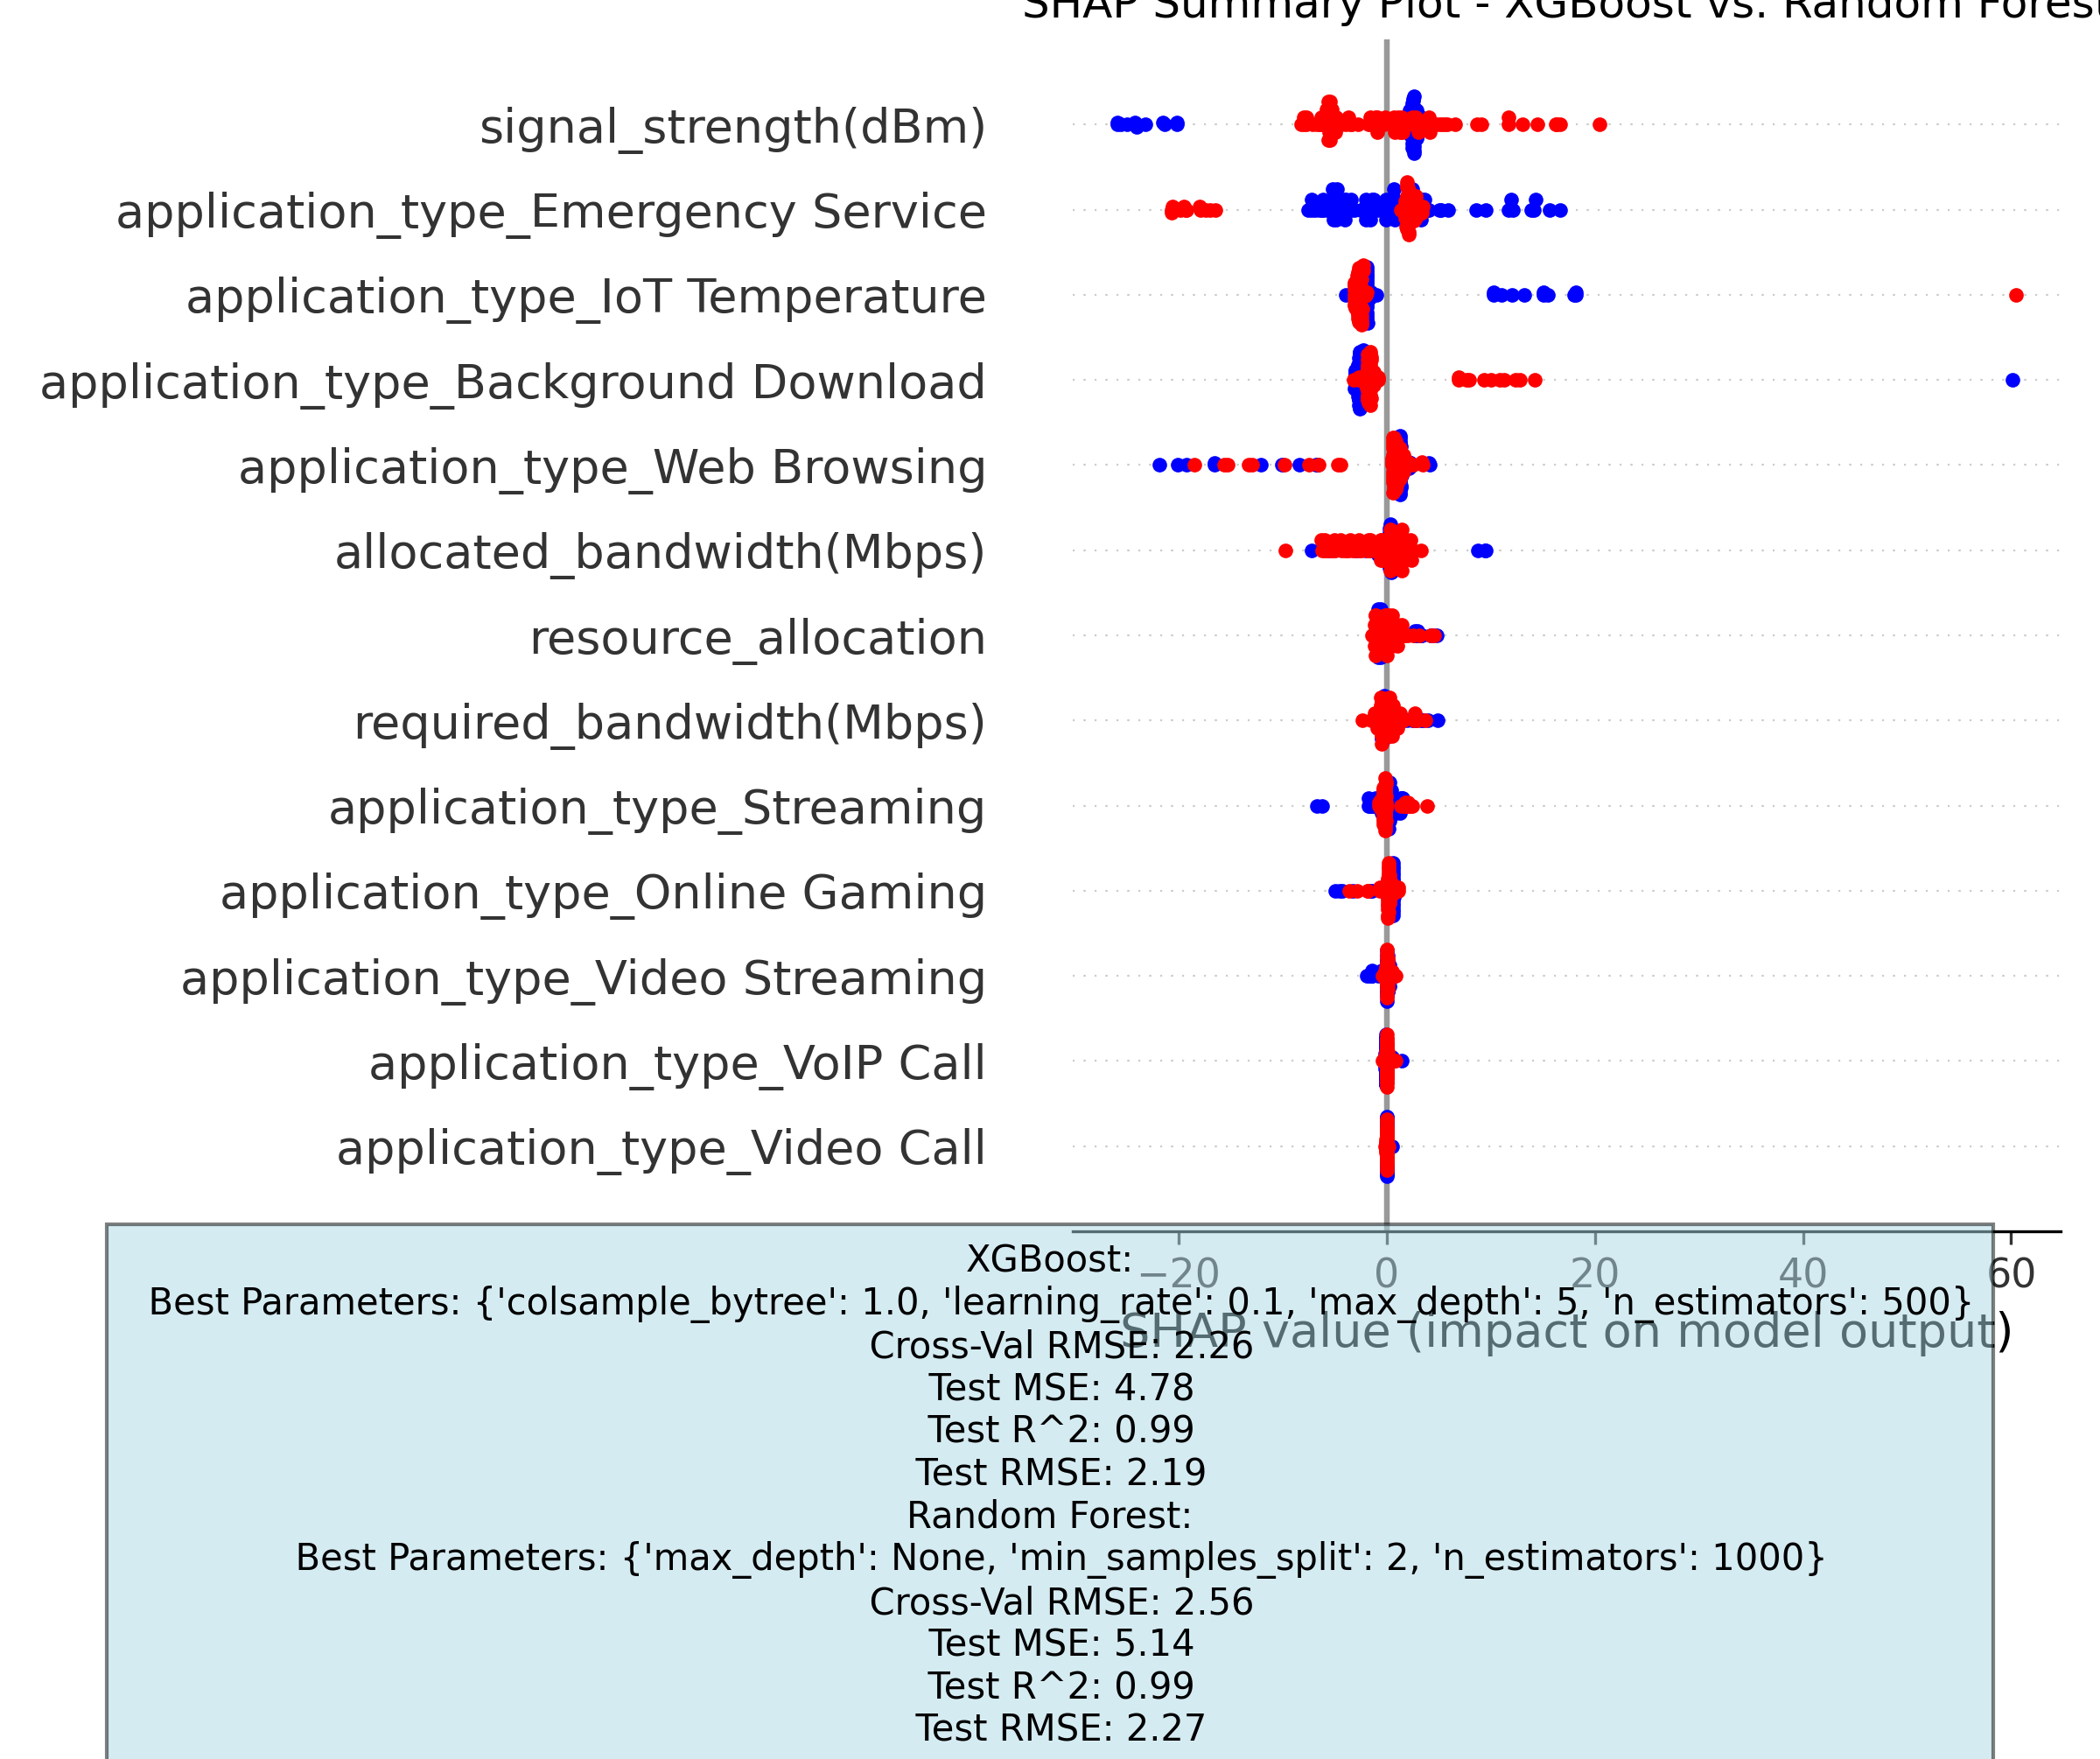 SHAP Summary Plot - XGBoost vs. Random Forest
signal_strength(dBm)
application_type_Emergency Service
application_type_IoT Temperature
application_type_Background Download
application_type_Web Browsing
allocated_bandwidth(Mbps)
resource_allocation
required_bandwidth(Mbps)
application_type_Streaming
application_type_Online Gaming
application_type_Video Streaming
application_type_VoIP Call
application_type_Video Call
−20 0 20 40 60
SHAP value (impact on model output)
XGBoost:
Best Parameters: {'colsample_bytree': 1.0, 'learning_rate': 0.1, 'max_depth': 5, 'n_estimators': 500}
Cross-Val RMSE: 2.26
Test MSE: 4.78
Test R^2: 0.99
Test RMSE: 2.19
Random Forest:
Best Parameters: {'max_depth': None, 'min_samples_split': 2, 'n_estimators': 1000}
Cross-Val RMSE: 2.56
Test MSE: 5.14
Test R^2: 0.99
Test RMSE: 2.27